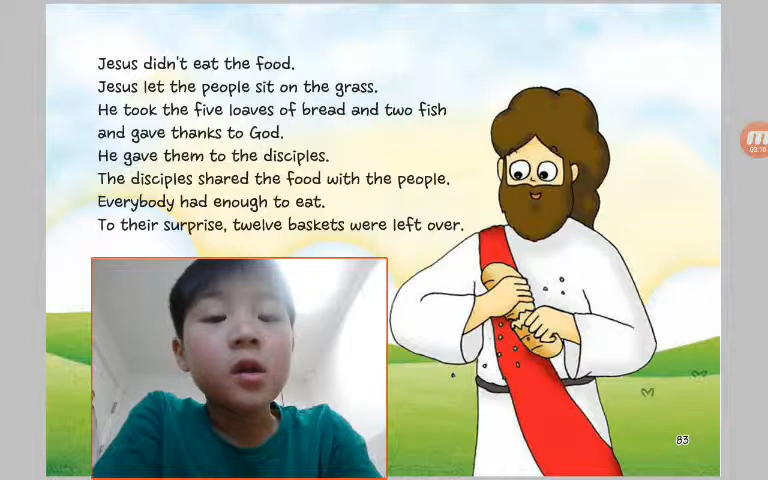 Jesus didn't eat the food.
Jesus let the people sit on the grass.
He took the five loaves of bread and two fish
and gave thanks to God.
He gave them to the disciples.
The disciples shared the food with the people.
Everybody had enough to eat.
To their surprise, twelve baskets were left over.
M
03:16
83